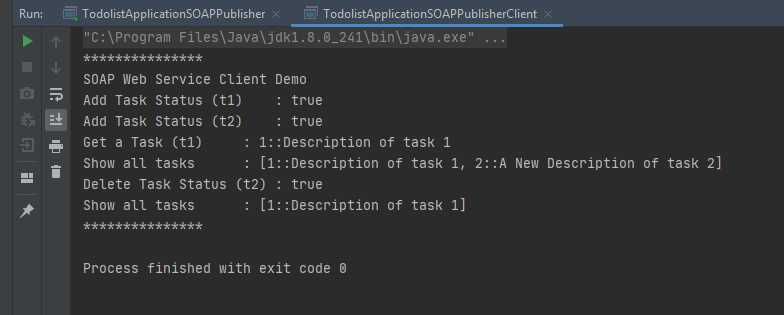 Run: TodolistApplicationSOAPPublisher TodolistApplicationSOAPPublisherClient
"C:\Program Files\Java\jdk1.8.0_241\bin\java.exe" ...
***************
SOAP Web Service Client Demo
Add Task Status (t1)    : true
Add Task Status (t2)    : true
Get a Task (t1)     : 1::Description of task 1
Show all tasks      : [1::Description of task 1, 2::A New Description of task 2]
Delete Task Status (t2) : true
Show all tasks      : [1::Description of task 1]
***************
Process finished with exit code 0